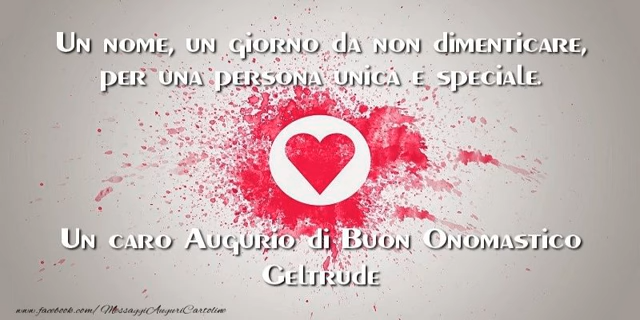 Un nome, un giorno da non dimenticare,
per una persona unica e speciale.
Un caro Augurio di Buon Onomastico
Geltrude
www.facebook.com/MessaggiAuguriCartoline